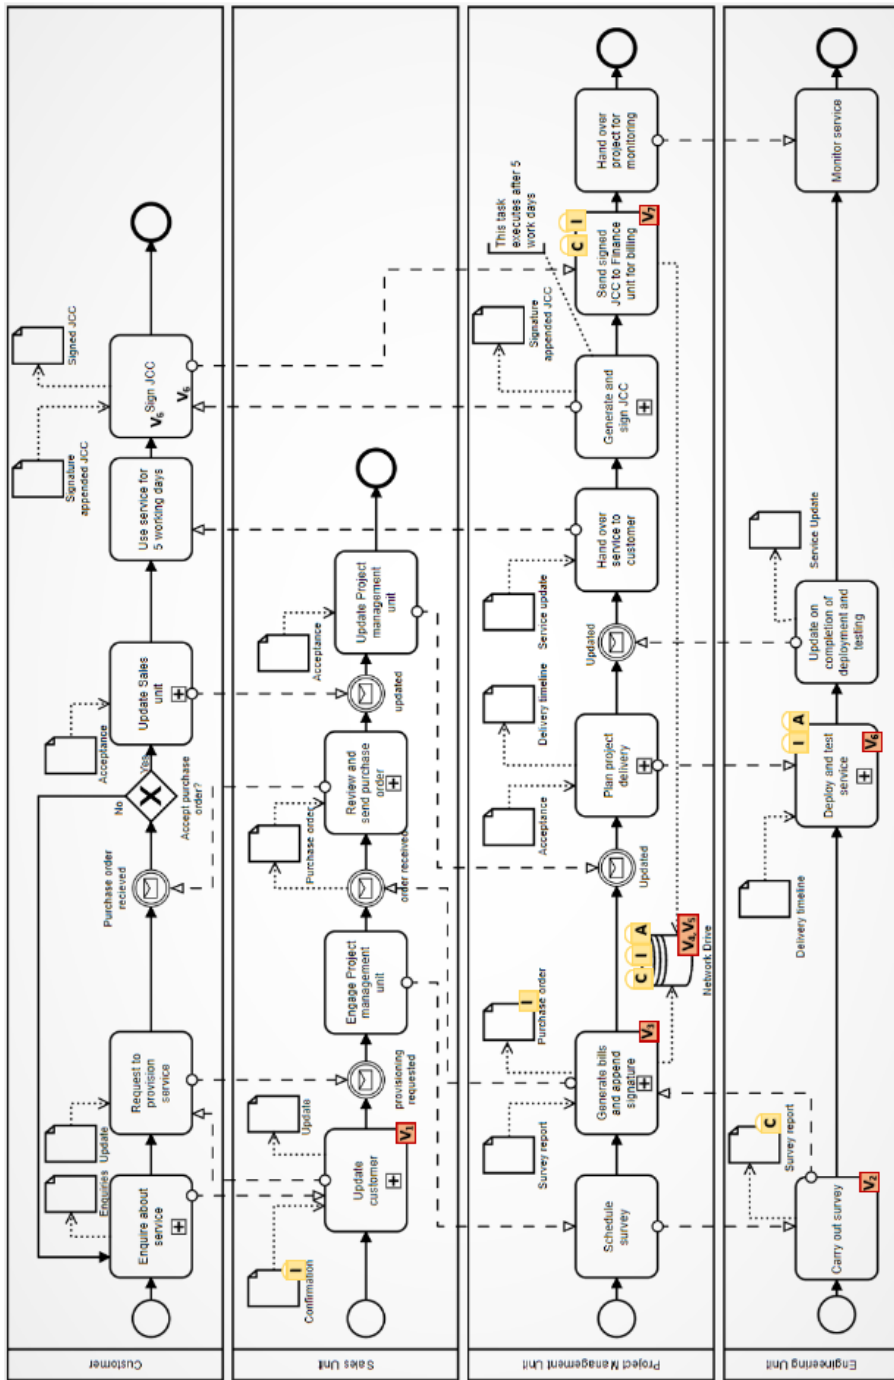 Customer
Enquiries
Update
Enquire about
service
Request to
provision
service
Purchase order
recieved
No
Yes
Accept purchase
order?
Acceptance
Update Sales
unit
Use service for
5 working days
Signature
appended JCC
Signed JCC
V6
Sign JCC
V6
Sales Unit
Confirmation
I
Update
customer
V1
Update
provisioning
requested
Engage Project
management
unit
order received
Purchase order
Review and
send purchase
order
updated
Acceptance
Update Project
management
unit
Project Management Unit
Schedule
survey
Survey report
Generate bills
and append
signature
V3
Purchase order
I
C
I
A
V4,V5
Network Drive
Updated
Acceptance
Plan project
delivery
Delivery timeline
Updated
Service update
Hand over
service to
customer
Generate and
sign JCC
Signature
appended JCC
This task
executes after 5
work days
C
I
Send signed
JCC to Finance
unit for billing
V7
Hand over
project for
monitoring
Engineering Unit
Carry out survey
V2
Survey report
C
Delivery timeline
Deploy and test
service
I
A
V6
Update on
completion of
deployment and
testing
Service Update
Monitor service